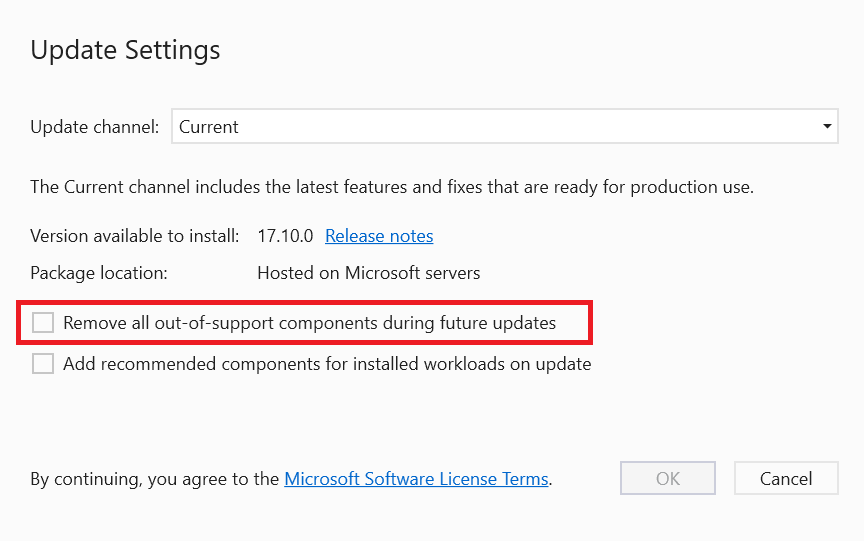 Update Settings
Update channel: Current
The Current channel includes the latest features and fixes that are ready for production use.
Version available to install: 17.10.0 Release notes
Package location: Hosted on Microsoft servers
Remove all out-of-support components during future updates
Add recommended components for installed workloads on update
By continuing, you agree to the Microsoft Software License Terms. OK Cancel